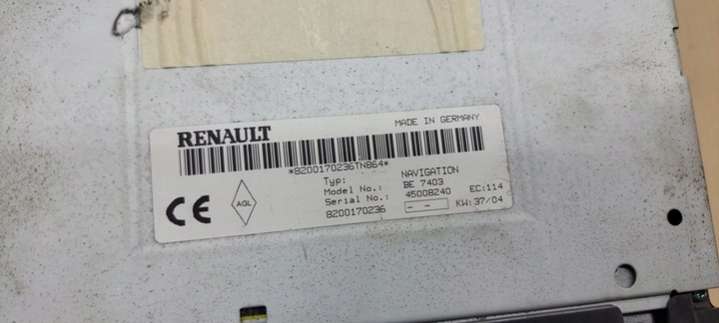 RENAULT
MADE IN GERMANY
*8200170236TN864*
Typ: NAVIGATION
Model No.: BE 7403
Serial No.: 45008240 EC:114
8200170236 - - KW:37/04
CE AGL